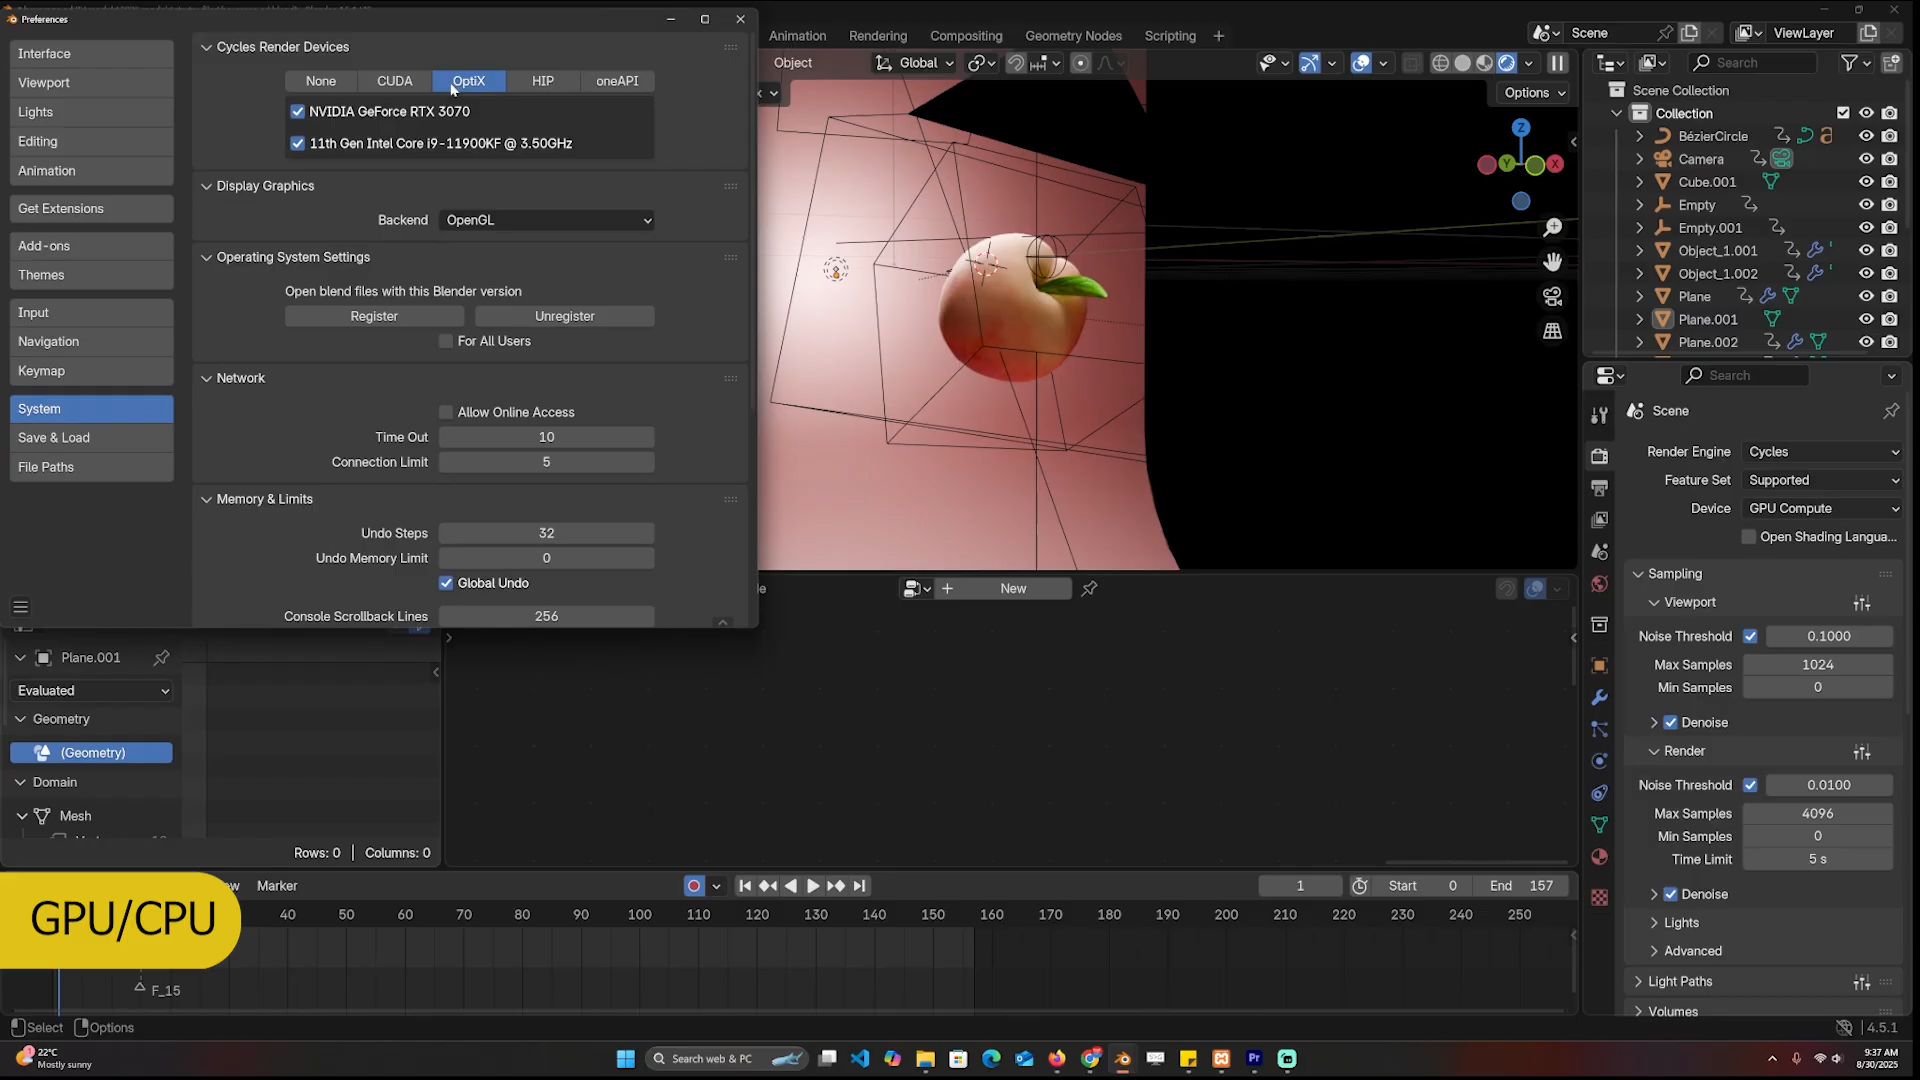 Preferences
Interface
Viewport
Lights
Editing
Animation
Get Extensions
Add-ons
Themes
Input
Navigation
Keymap
System
Save & Load
File Paths
Cycles Render Devices
None CUDA OptiX HIP oneAPI
NVIDIA GeForce RTX 3070
11th Gen Intel Core i9-11900KF @ 3.50GHz
Display Graphics
Backend OpenGL
Operating System Settings
Open blend files with this Blender version
Register Unregister
For All Users
Network
Allow Online Access
Time Out 10
Connection Limit 5
Memory & Limits
Undo Steps 32
Undo Memory Limit 0
Global Undo
Console Scrollback Lines 256
Animation Rendering Compositing Geometry Nodes Scripting
Scene ViewLayer
Object Global
Options
Z
Y
X
New
Search
Scene Collection
Collection
BézierCircle
Camera
Cube.001
Empty
Empty.001
Object_1.001
Object_1.002
Plane
Plane.001
Plane.002
Search
Scene
Render Engine Cycles
Feature Set Supported
Device GPU Compute
Open Shading Langua...
Sampling
Viewport
Noise Threshold 0.1000
Max Samples 1024
Min Samples 0
Denoise
Render
Noise Threshold 0.0100
Max Samples 4096
Min Samples 0
Time Limit 5 s
Denoise
Lights
Advanced
Light Paths
Volumes
Plane.001
Evaluated
Geometry
(Geometry)
Domain
Mesh
Rows: 0 Columns: 0
Marker
1 Start 0 End 157
40 50 60 70 80 90 100 110 120 130 140 150 160 170 180 190 200 210 220 230 240 250
GPU/CPU
F_15
Select Options
4.5.1
22°C
Mostly sunny
Search web & PC
9:37 AM
8/30/2025